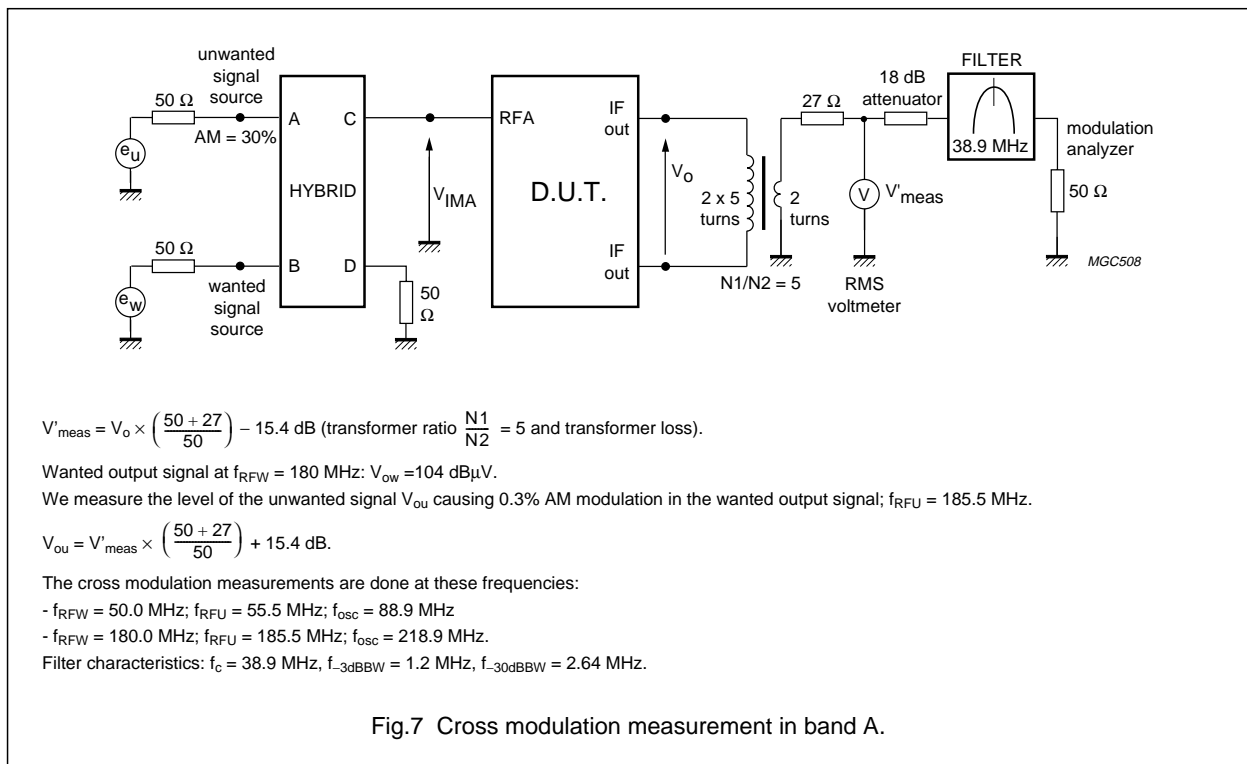 unwanted
signal
source
50 Ω
e_u
AM = 30%
A
C
HYBRID
B
D
50 Ω
e_w
wanted
signal
source
50
Ω
V_IMA
RFA
IF
out
D.U.T.
IF
out
V_o
2 x 5
turns
2
turns
N1/N2 = 5
27 Ω
18 dB
attenuator
V
V'meas
RMS
voltmeter
FILTER
38.9 MHz
modulation
analyzer
50 Ω
MGC508
V'meas = V_o × (50 + 27 / 50) − 15.4 dB (transformer ratio N1/N2 = 5 and transformer loss).
Wanted output signal at f_RFW = 180 MHz: V_ow =104 dBμV.
We measure the level of the unwanted signal V_ou causing 0.3% AM modulation in the wanted output signal; f_RFU = 185.5 MHz.
V_ou = V'meas × (50 + 27 / 50) + 15.4 dB.
The cross modulation measurements are done at these frequencies:
- f_RFW = 50.0 MHz; f_RFU = 55.5 MHz; f_osc = 88.9 MHz
- f_RFW = 180.0 MHz; f_RFU = 185.5 MHz; f_osc = 218.9 MHz.
Filter characteristics: f_c = 38.9 MHz, f_−3dBBW = 1.2 MHz, f_−30dBBW = 2.64 MHz.
Fig.7 Cross modulation measurement in band A.